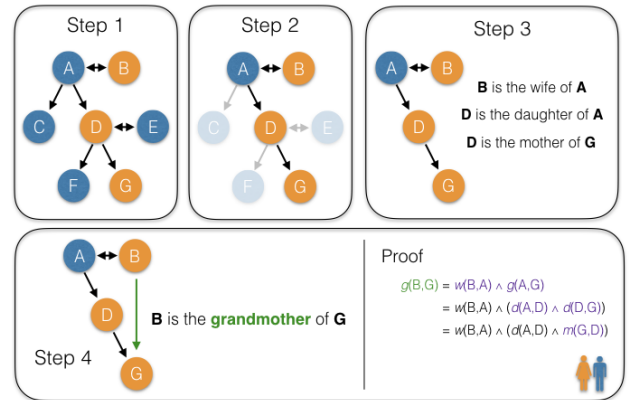 Step 1
A
B
C
D
E
F
G
Step 2
A
B
C
D
E
F
G
Step 3
A
B
D
G
B is the wife of A
D is the daughter of A
D is the mother of G
Step 4
A
B
D
G
B is the grandmother of G
Proof
g(B,G) = w(B,A) ∧ g(A,G)
= w(B,A) ∧ (d(A,D) ∧ d(D,G))
= w(B,A) ∧ (d(A,D) ∧ m(G,D))